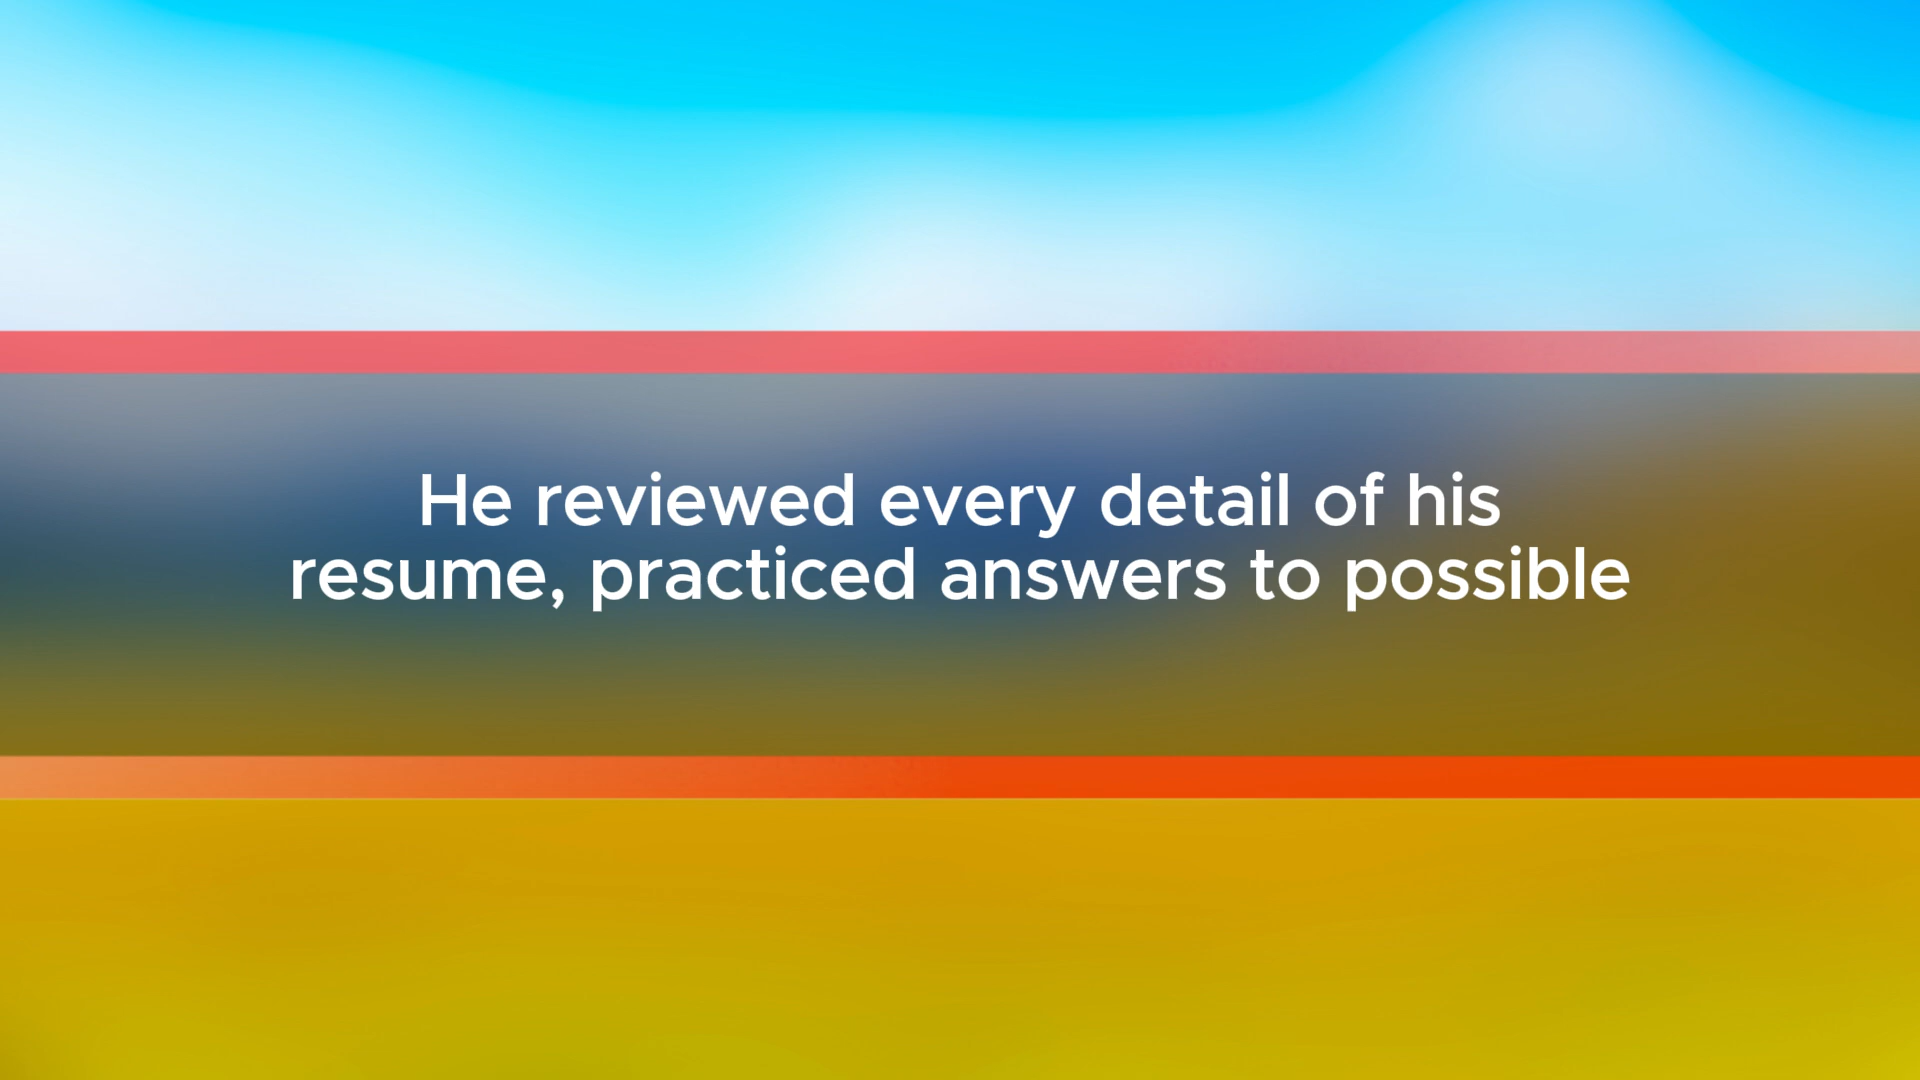 He reviewed every detail of his
resume, practiced answers to possible